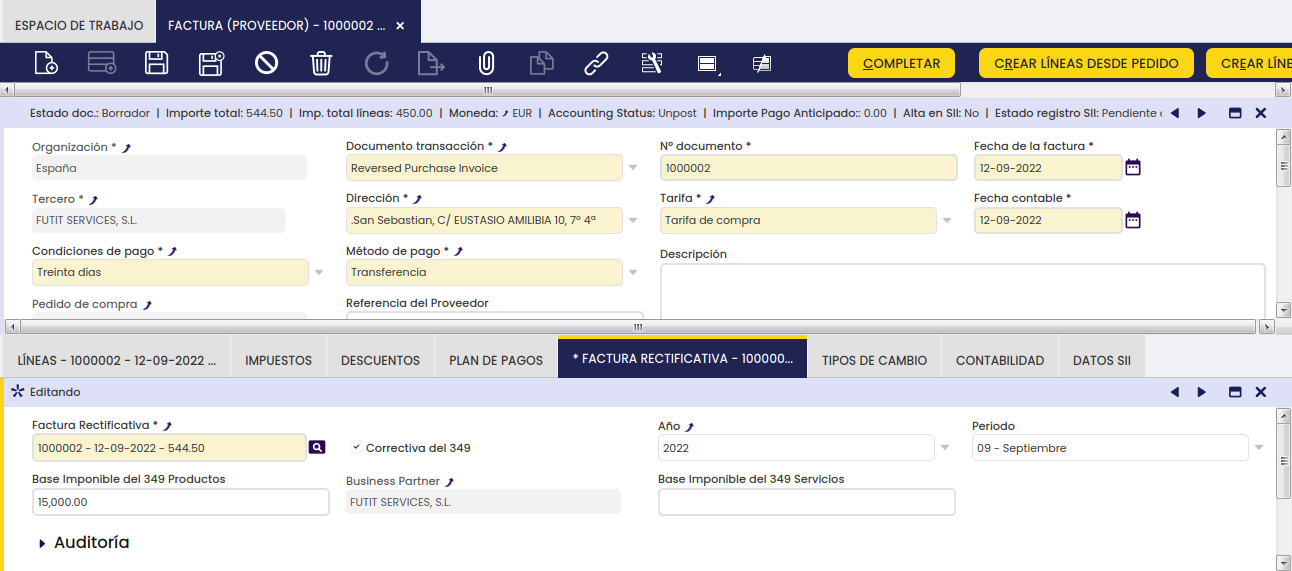 ESPACIO DE TRABAJO FACTURA (PROVEEDOR) - 1000002 ... ×
COMPLETAR CREAR LÍNEAS DESDE PEDIDO CREAR LÍNE
Estado doc.: Borrador | Importe total: 544.50 | Imp. total líneas: 450.00 | Moneda: EUR | Accounting Status: Unpost | Importe Pago Anticipado:: 0.00 | Alta en SII: No | Estado registro SII: Pendiente
Organización * Documento transacción * Nº documento * Fecha de la factura *
España Reversed Purchase Invoice 1000002 12-09-2022
Tercero * Dirección * Tarifa * Fecha contable *
FUTIT SERVICES, S.L. .San Sebastian, C/ EUSTASIO AMILIBIA 10, 7º 4ª Tarifa de compra 12-09-2022
Condiciones de pago * Método de pago * Descripción
Treinta días Transferencia
Pedido de compra Referencia del Proveedor
LÍNEAS - 1000002 - 12-09-2022 ... IMPUESTOS DESCUENTOS PLAN DE PAGOS * FACTURA RECTIFICATIVA - 100000... TIPOS DE CAMBIO CONTABILIDAD DATOS SII
Editando
Factura Rectificativa * Año Periodo
1000002 - 12-09-2022 - 544.50 Correctiva del 349 2022 09 - Septiembre
Base Imponible del 349 Productos Business Partner Base Imponible del 349 Servicios
15,000.00 FUTIT SERVICES, S.L.
Auditoría